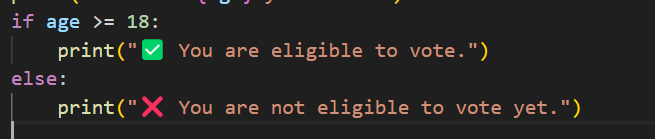 if age >= 18:
    print("✅ You are eligible to vote.")
else:
    print("❌ You are not eligible to vote yet.")